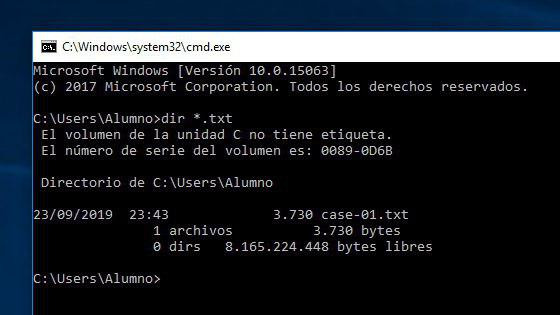 C:\Windows\system32\cmd.exe
Microsoft Windows [Versión 10.0.15063]
(c) 2017 Microsoft Corporation. Todos los derechos reservados.
C:\Users\Alumno>dir *.txt
El volumen de la unidad C no tiene etiqueta.
El número de serie del volumen es: 0089-0D6B
Directorio de C:\Users\Alumno
23/09/2019  23:43             3.730 case-01.txt
1 archivos          3.730 bytes
0 dirs   8.165.224.448 bytes libres
C:\Users\Alumno>